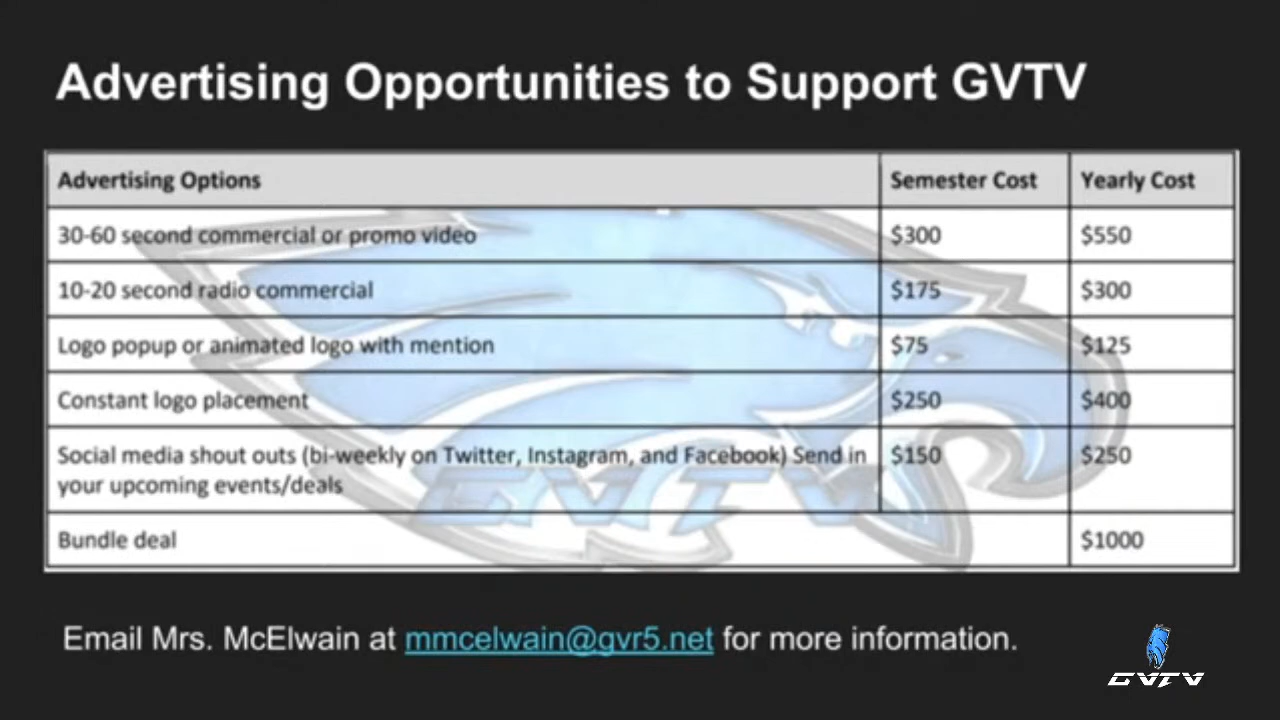 Advertising Opportunities to Support GVTV
Advertising Options Semester Cost Yearly Cost
30-60 second commercial or promo video $300 $550
10-20 second radio commercial $175 $300
Logo popup or animated logo with mention $75 $125
Constant logo placement $250 $400
Social media shout outs (bi-weekly on Twitter, Instagram, and Facebook) Send in $150 $250
your upcoming events/deals
GVTV
Bundle deal $1000
Email Mrs. McElwain at mmcelwain@gvr5.net for more information.
GVTV